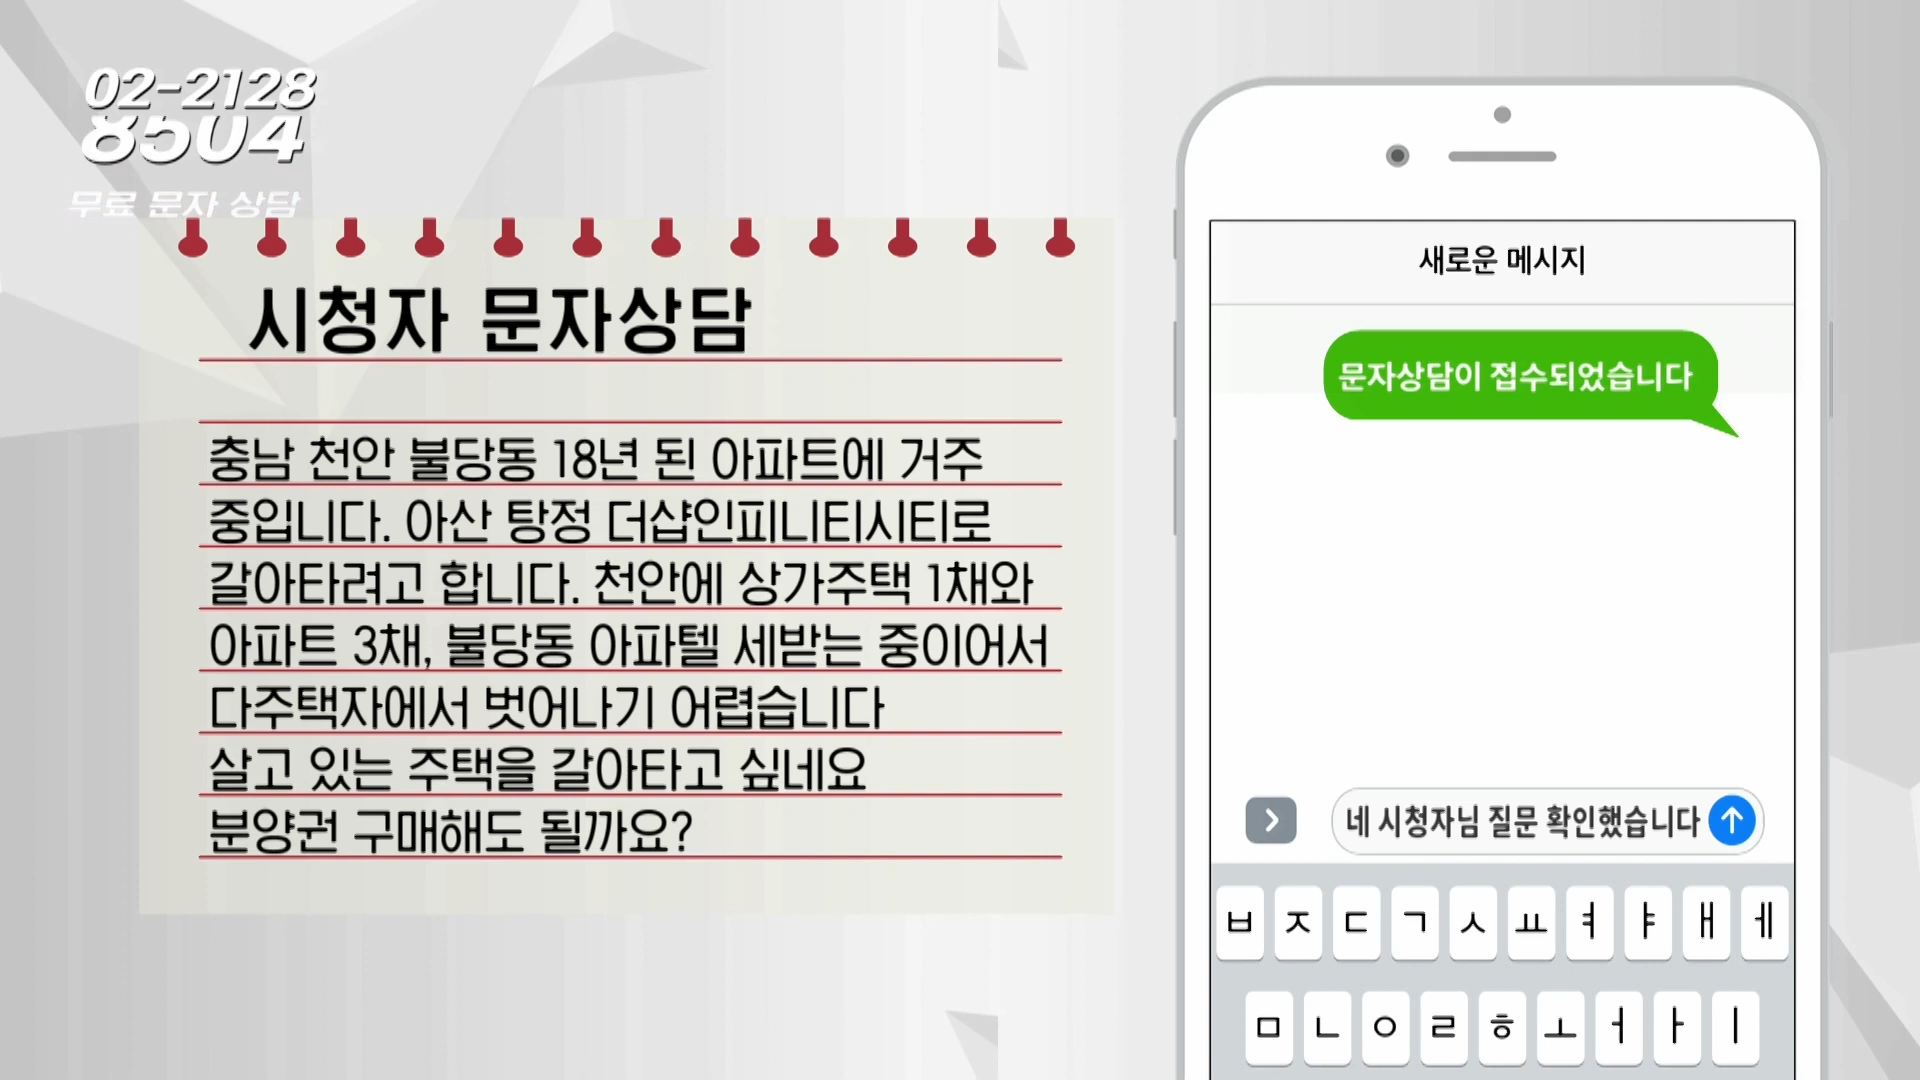 02-2128
8504
무료 문자 상담
시청자 문자상담
충남 천안 불당동 18년 된 아파트에 거주
중입니다. 아산 탕정 더샵인피니티시티로
갈아타려고 합니다. 천안에 상가주택 1채와
아파트 3채, 불당동 아파텔 세받는 중이어서
다주택자에서 벗어나기 어렵습니다
살고 있는 주택을 갈아타고 싶네요
분양권 구매해도 될까요?
새로운 메시지
문자상담이 접수되었습니다
네 시청자님 질문 확인했습니다
ㅂ ㅈ ㄷ ㄱ ㅅ ㅛ ㅕ ㅑ ㅐ ㅔ
ㅁ ㄴ ㅇ ㄹ ㅎ ㅗ ㅓ ㅏ ㅣ